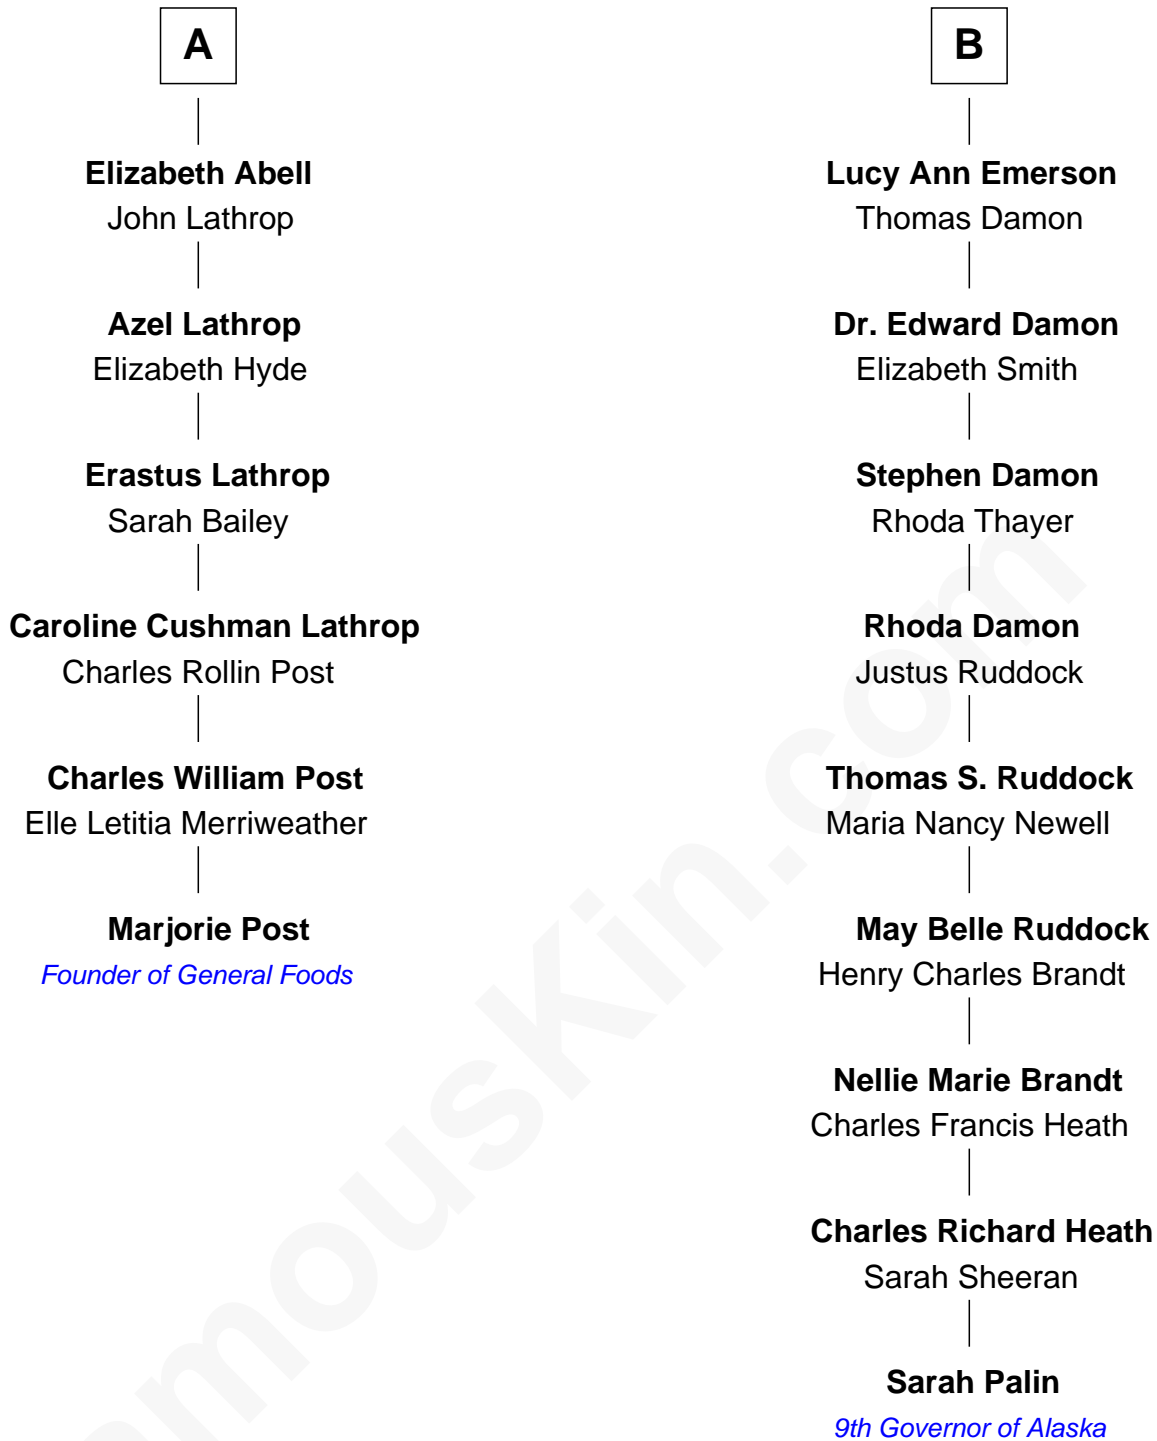 A
Elizabeth Abell
John Lathrop
Azel Lathrop
Elizabeth Hyde
Erastus Lathrop
Sarah Bailey
Caroline Cushman Lathrop
Charles Rollin Post
Charles William Post
Elle Letitia Merriweather
Marjorie Post
Founder of General Foods
B
Lucy Ann Emerson
Thomas Damon
Dr. Edward Damon
Elizabeth Smith
Stephen Damon
Rhoda Thayer
Rhoda Damon
Justus Ruddock
Thomas S. Ruddock
Maria Nancy Newell
May Belle Ruddock
Henry Charles Brandt
Nellie Marie Brandt
Charles Francis Heath
Charles Richard Heath
Sarah Sheeran
Sarah Palin
9th Governor of Alaska
amouskin.com